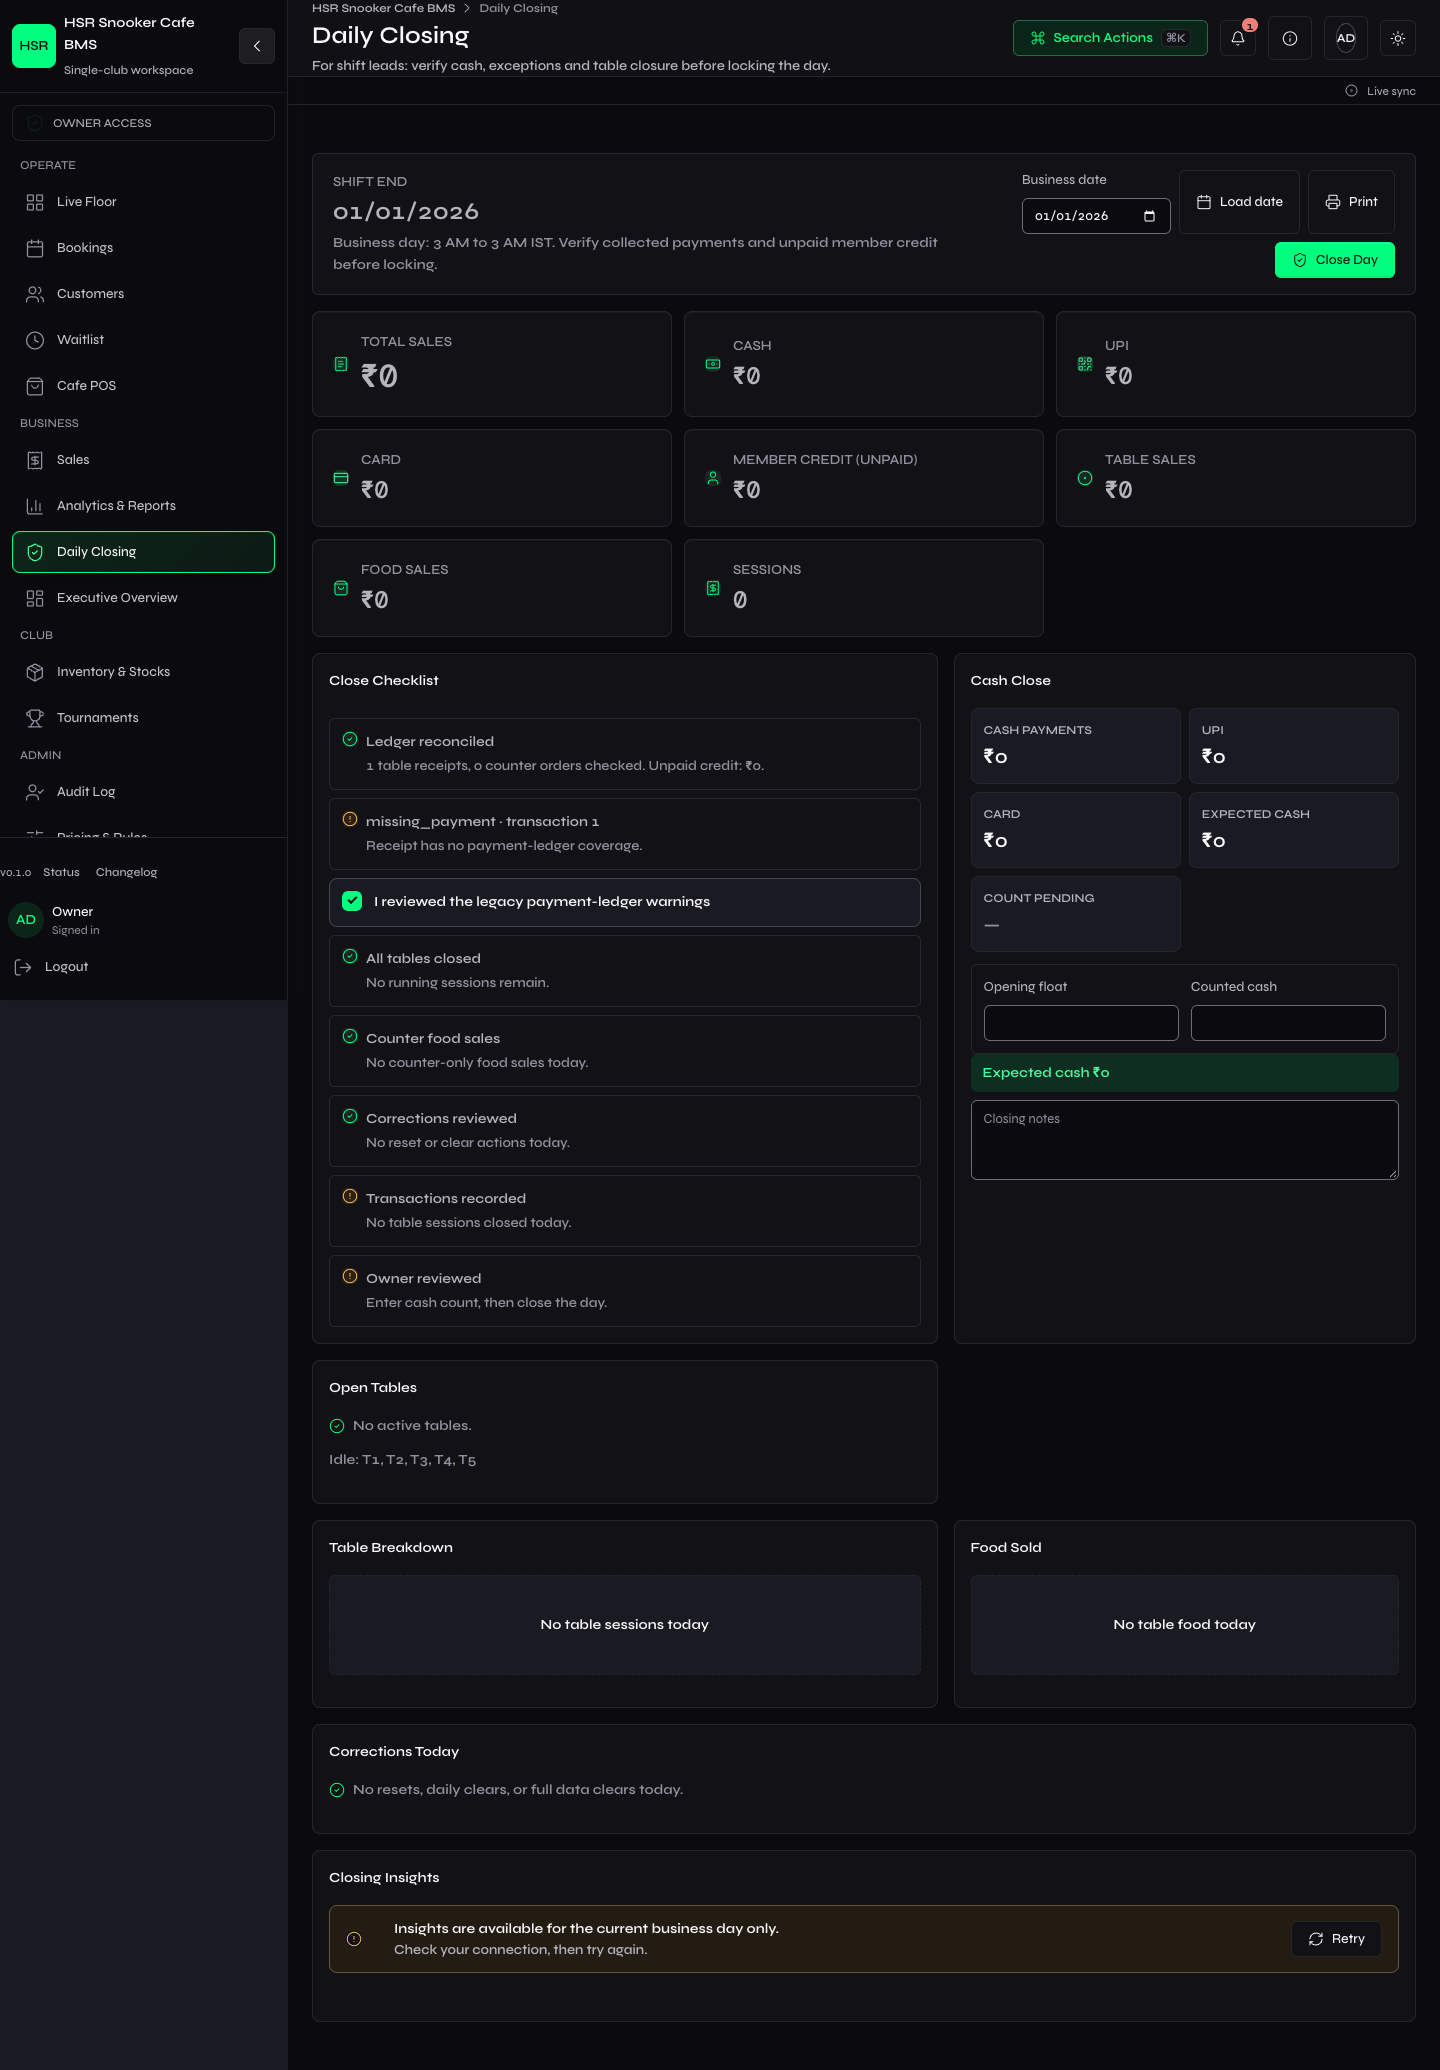 HSR
HSR Snooker Cafe
BMS
Single-club workspace
OWNER ACCESS
OPERATE
Live Floor
Bookings
Customers
Waitlist
Cafe POS
BUSINESS
Sales
Analytics & Reports
Daily Closing
Executive Overview
CLUB
Inventory & Stocks
Tournaments
ADMIN
Audit Log
Pricing & Rules
v0.1.0 Status Changelog
AD
Owner
Signed in
Logout
HSR Snooker Cafe BMS > Daily Closing
Daily Closing
For shift leads: verify cash, exceptions and table closure before locking the day.
Search Actions ⌘K
1
AD
Live sync
SHIFT END
01/01/2026
Business day: 3 AM to 3 AM IST. Verify collected payments and unpaid member credit
before locking.
Business date
01/01/2026
Load date
Print
Close Day
TOTAL SALES
₹0
CASH
₹0
UPI
₹0
CARD
₹0
MEMBER CREDIT (UNPAID)
₹0
TABLE SALES
₹0
FOOD SALES
₹0
SESSIONS
0
Close Checklist
Ledger reconciled
1 table receipts, 0 counter orders checked. Unpaid credit: ₹0.
missing_payment · transaction 1
Receipt has no payment-ledger coverage.
I reviewed the legacy payment-ledger warnings
All tables closed
No running sessions remain.
Counter food sales
No counter-only food sales today.
Corrections reviewed
No reset or clear actions today.
Transactions recorded
No table sessions closed today.
Owner reviewed
Enter cash count, then close the day.
Cash Close
CASH PAYMENTS
₹0
UPI
₹0
CARD
₹0
EXPECTED CASH
₹0
COUNT PENDING
—
Opening float
Counted cash
Expected cash ₹0
Closing notes
Open Tables
No active tables.
Idle: T1, T2, T3, T4, T5
Table Breakdown
No table sessions today
Food Sold
No table food today
Corrections Today
No resets, daily clears, or full data clears today.
Closing Insights
Insights are available for the current business day only.
Check your connection, then try again.
Retry